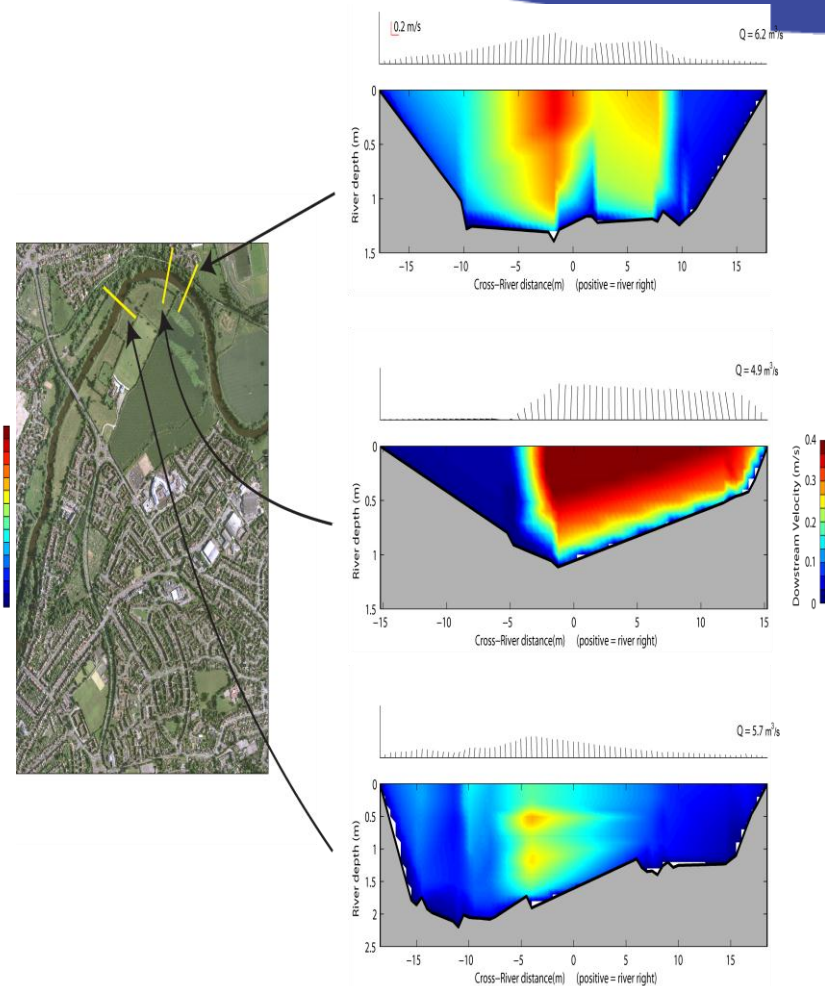 0.2 m/s
Q = 6.2 m³/s
River depth (m)
0
0.5
1
1.5
−15 −10 −5 0 5 10 15
Cross−River distance(m) (positive = river right)
Q = 4.9 m³/s
River depth (m)
0
0.5
1
1.5
−15 −10 −5 0 5 10 15
Cross−River distance(m) (positive = river right)
Dowstream Velocity (m/s)
0.4
0.3
0.2
0.1
0
Q = 5.7 m³/s
River depth (m)
0
0.5
1
1.5
2
2.5
−15 −10 −5 0 5 10 15
Cross−River distance(m) (positive = river right)